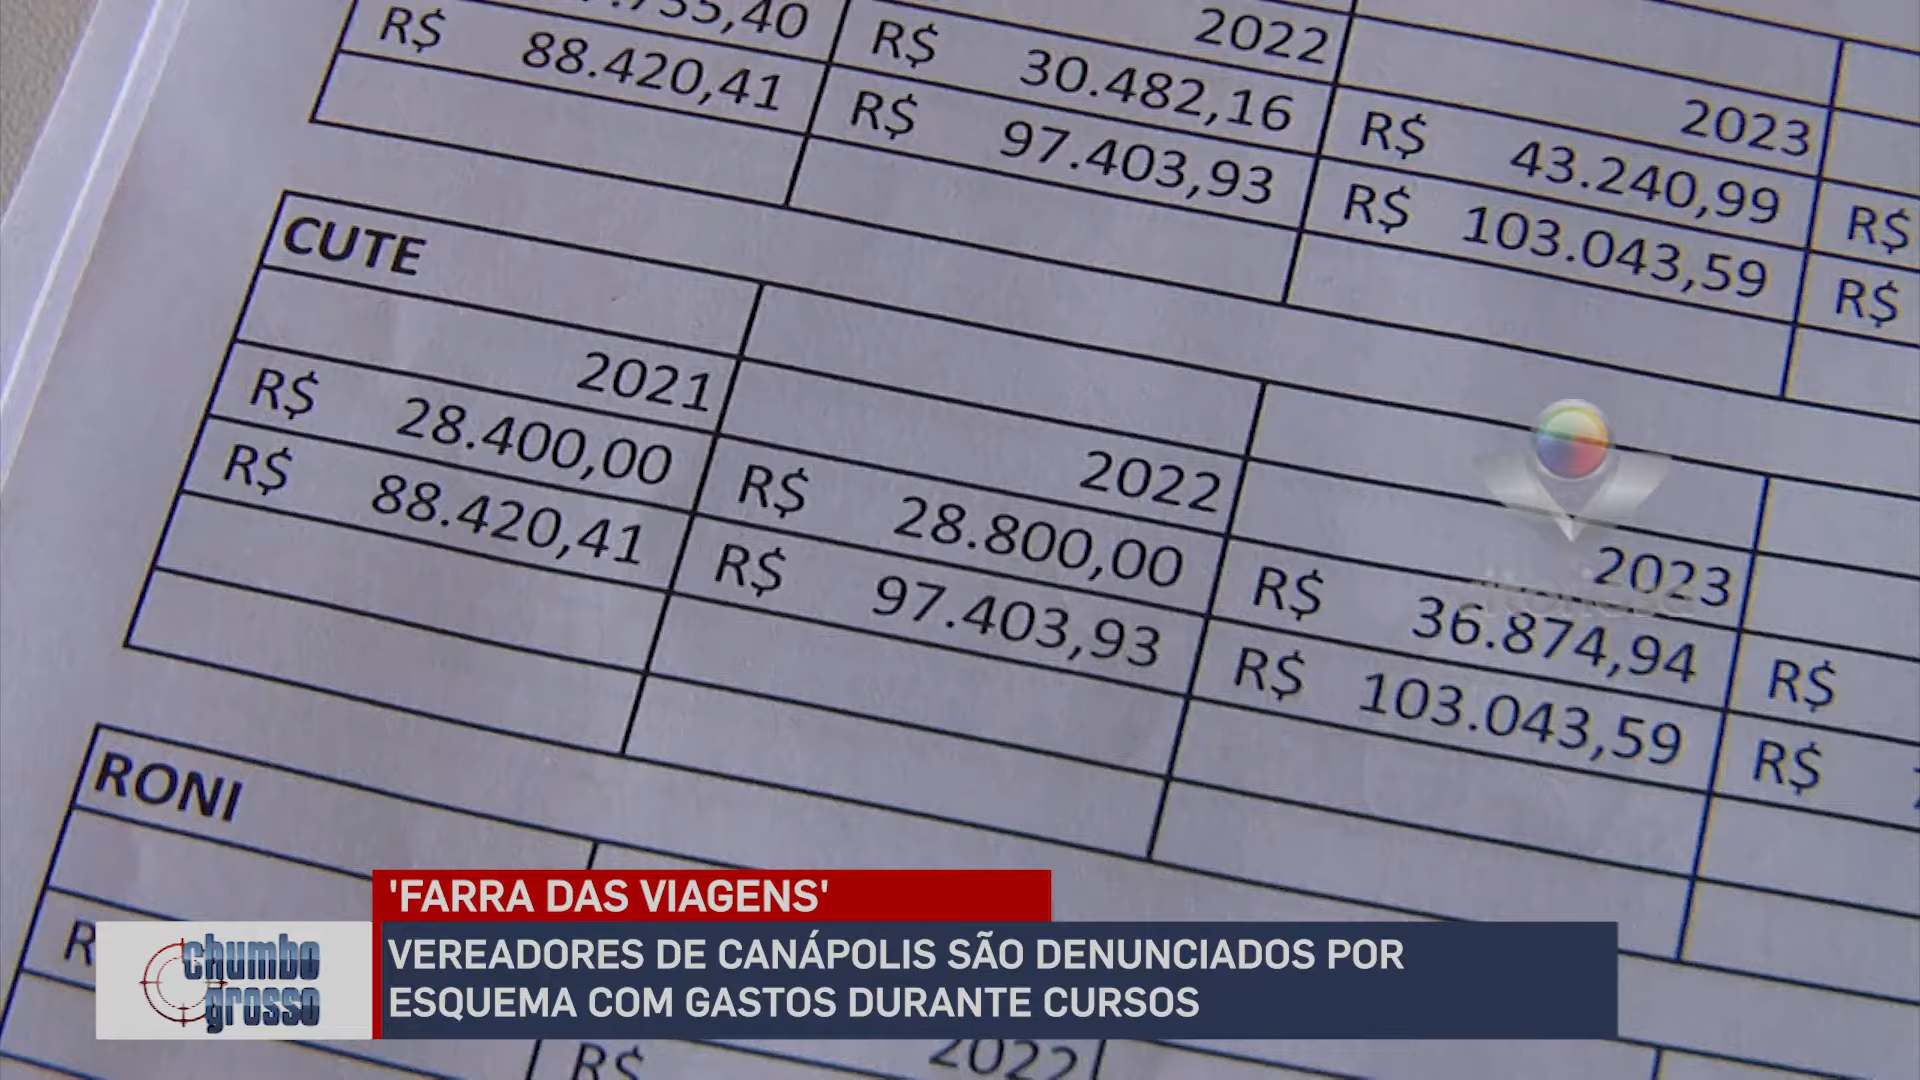 R$ 88.420,41
2022
R$ 30.482,16
R$ 97.403,93
2023
R$ 43.240,99
R$ 103.043,59
R$
R$
CUTE
2021
R$ 28.400,00
R$ 88.420,41
2022
R$ 28.800,00
R$ 97.403,93
2023
R$ 36.874,94
R$ 103.043,59
R$
R$
RONI
'FARRA DAS VIAGENS'
VEREADORES DE CANÁPOLIS SÃO DENUNCIADOS POR
ESQUEMA COM GASTOS DURANTE CURSOS
chumbo
grosso
R$
2022